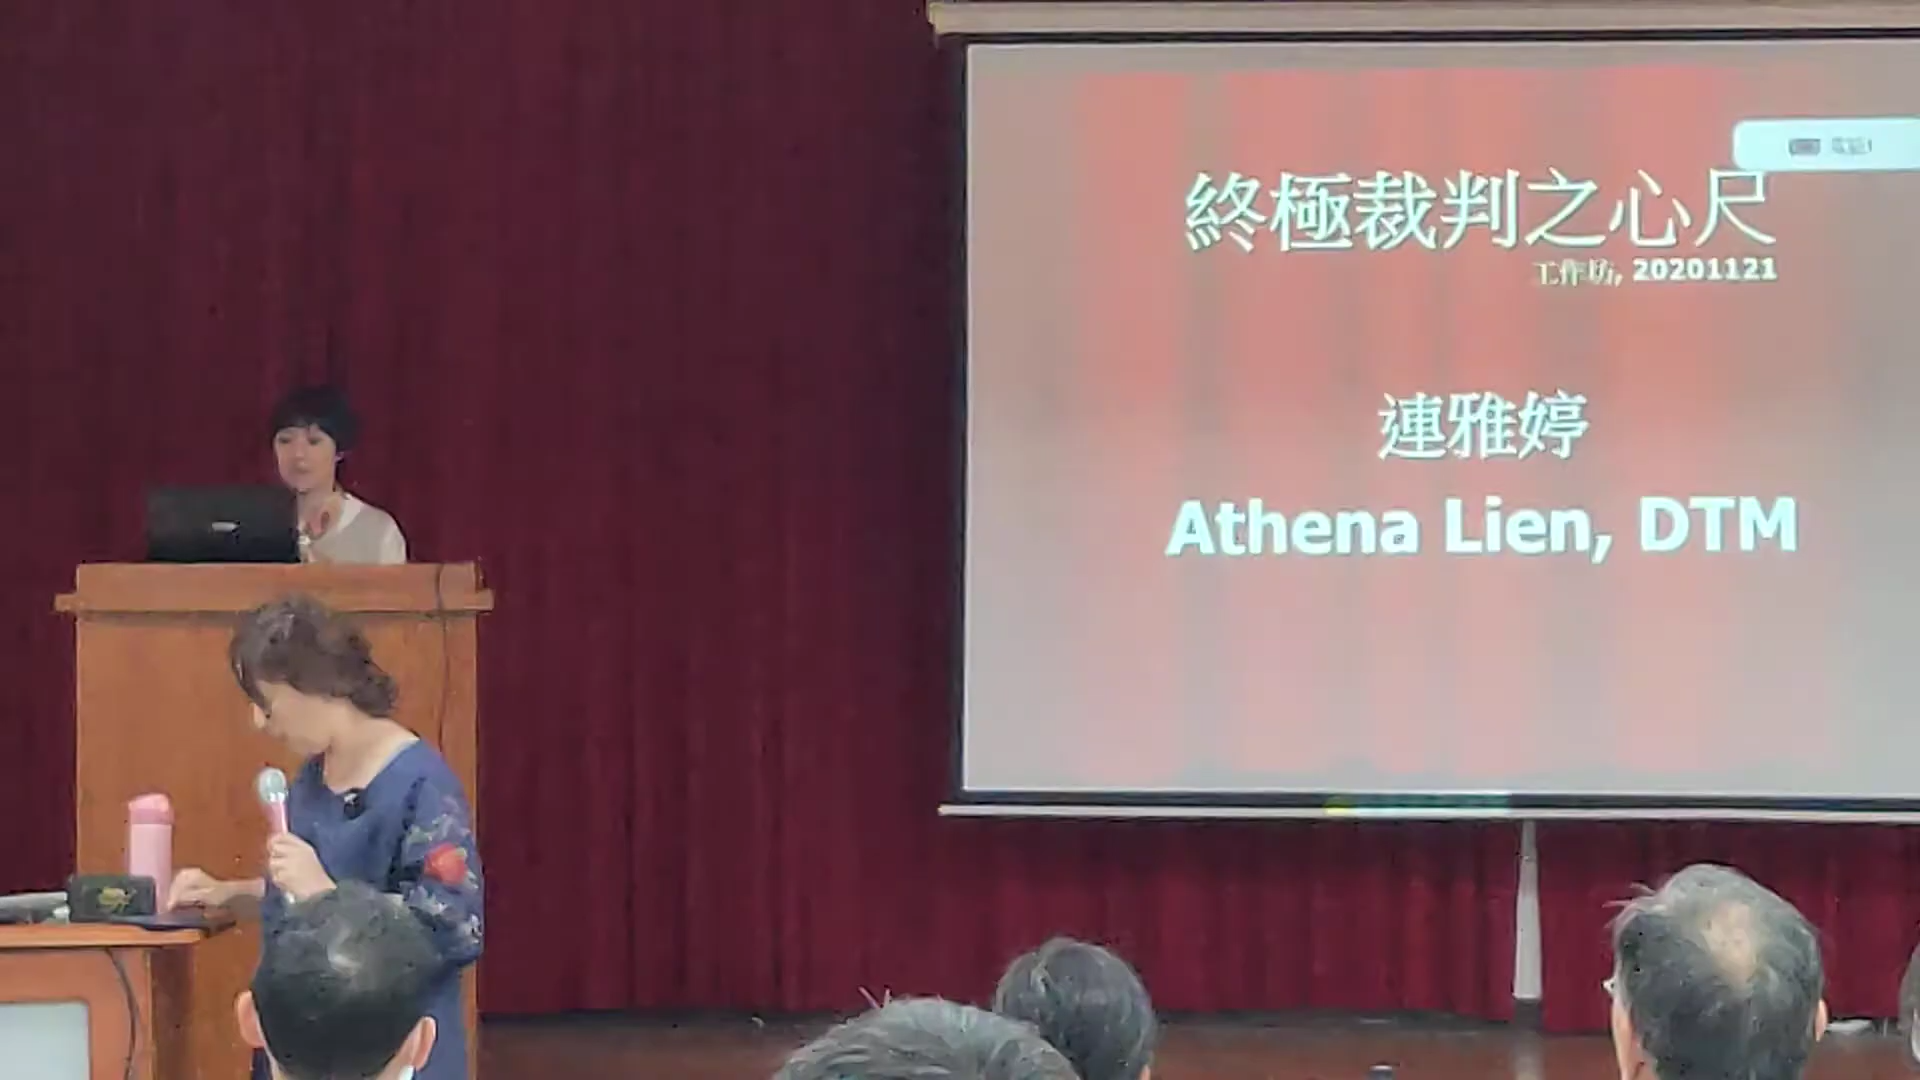 終極裁判之心尺
工作坊, 20201121
連雅婷
Athena Lien, DTM